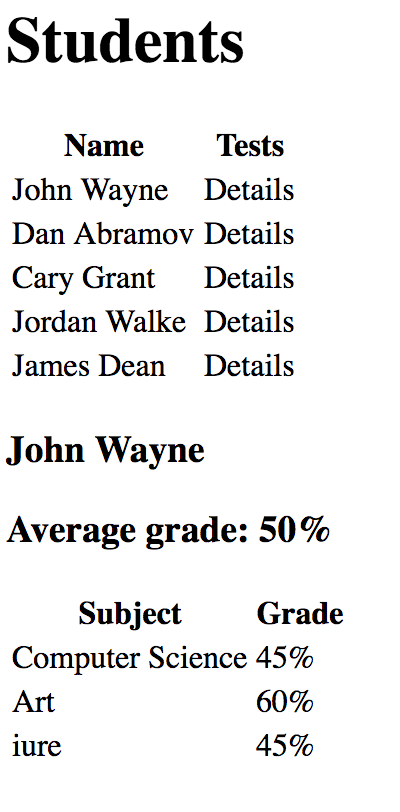 Students
Name Tests
John Wayne Details
Dan Abramov Details
Cary Grant Details
Jordan Walke Details
James Dean Details
John Wayne
Average grade: 50%
Subject Grade
Computer Science 45%
Art 60%
iure 45%